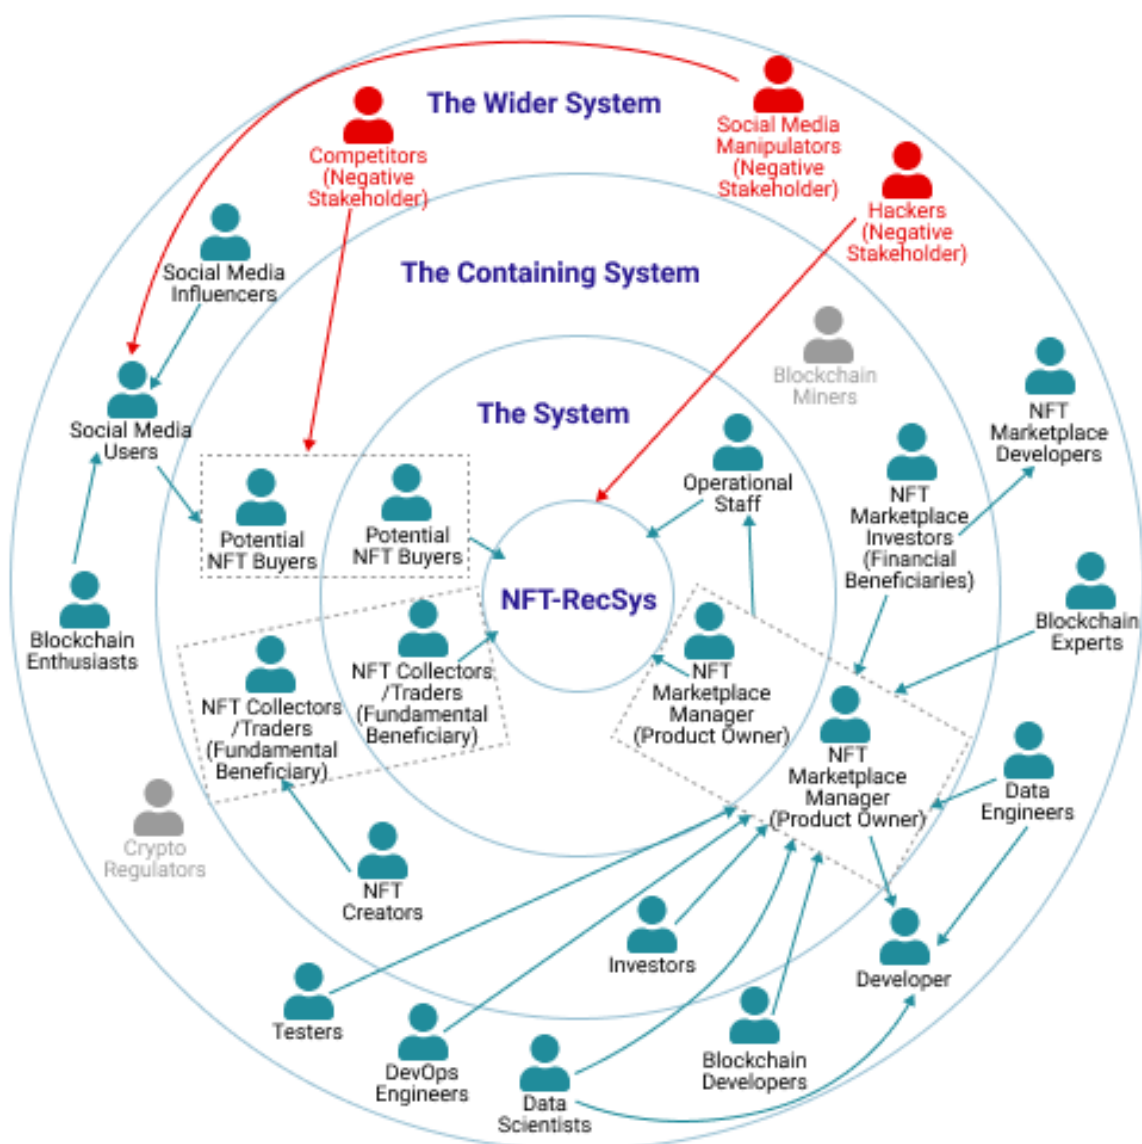 The Wider System
Social Media
Manipulators
(Negative
Stakeholder)
Competitors
(Negative
Stakeholder)
Hackers
(Negative
Stakeholder)
Social Media
Influencers
The Containing System
Blockchain
Miners
The System
NFT
Marketplace
Developers
Social Media
Users
Operational
Staff
NFT
Marketplace
Investors
(Financial
Beneficiaries)
Potential
NFT Buyers
Potential
NFT Buyers
NFT-RecSys
Blockchain
Enthusiasts
Blockchain
Experts
NFT Collectors
/Traders
(Fundamental
Beneficiary)
NFT Collectors
/Traders
(Fundamental
Beneficiary)
NFT
Marketplace
Manager
(Product Owner)
NFT
Marketplace
Manager
(Product Owner)
Data
Engineers
Crypto
Regulators
NFT
Creators
Investors
Developer
Testers
DevOps
Engineers
Data
Scientists
Blockchain
Developers